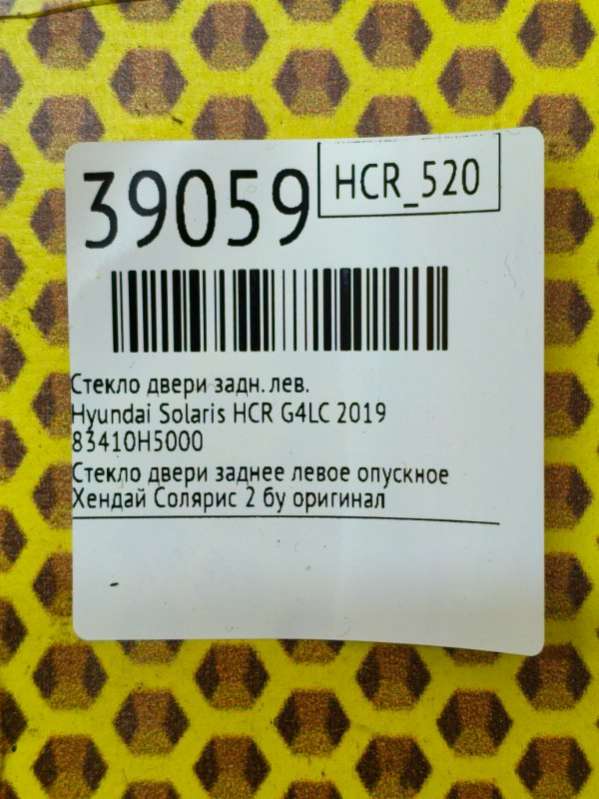 39059
HCR_520
Стекло двери задн. лев.
Hyundai Solaris HCR G4LC 2019
83410H5000
Стекло двери заднее левое опускное
Хендай Солярис 2 бу оригинал